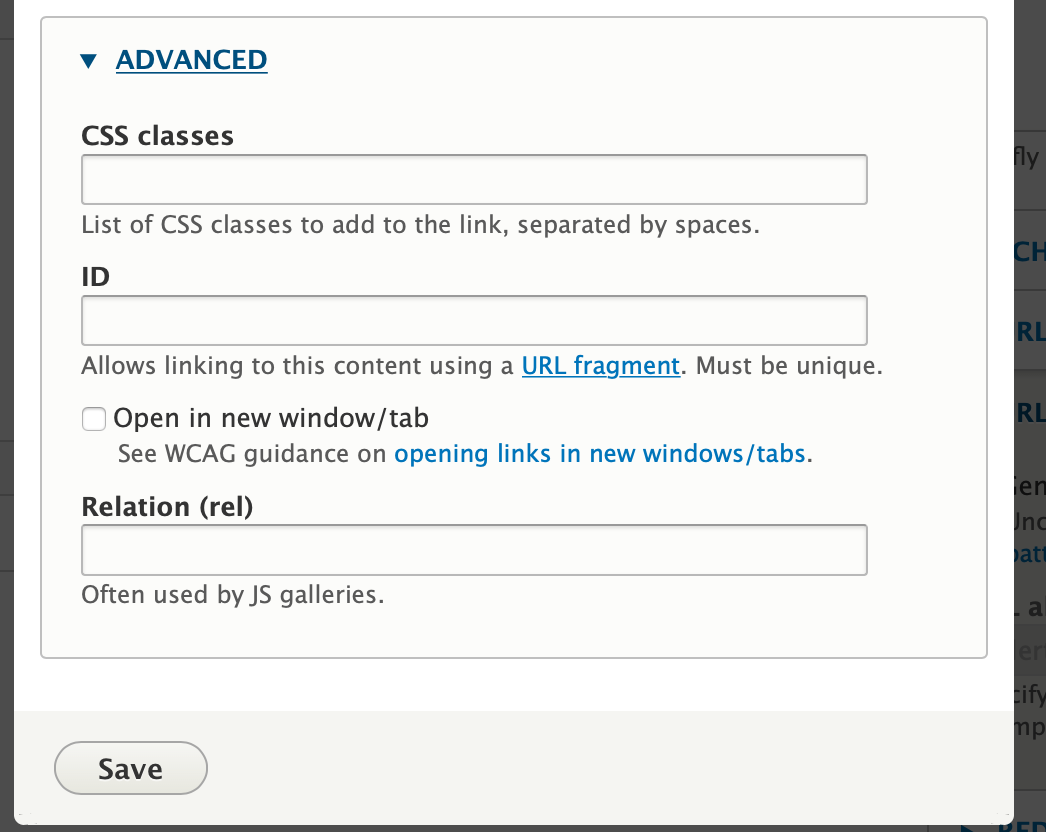 ADVANCED
CSS classes
List of CSS classes to add to the link, separated by spaces.
ID
Allows linking to this content using a URL fragment. Must be unique.
Open in new window/tab
See WCAG guidance on opening links in new windows/tabs.
Relation (rel)
Often used by JS galleries.
Save